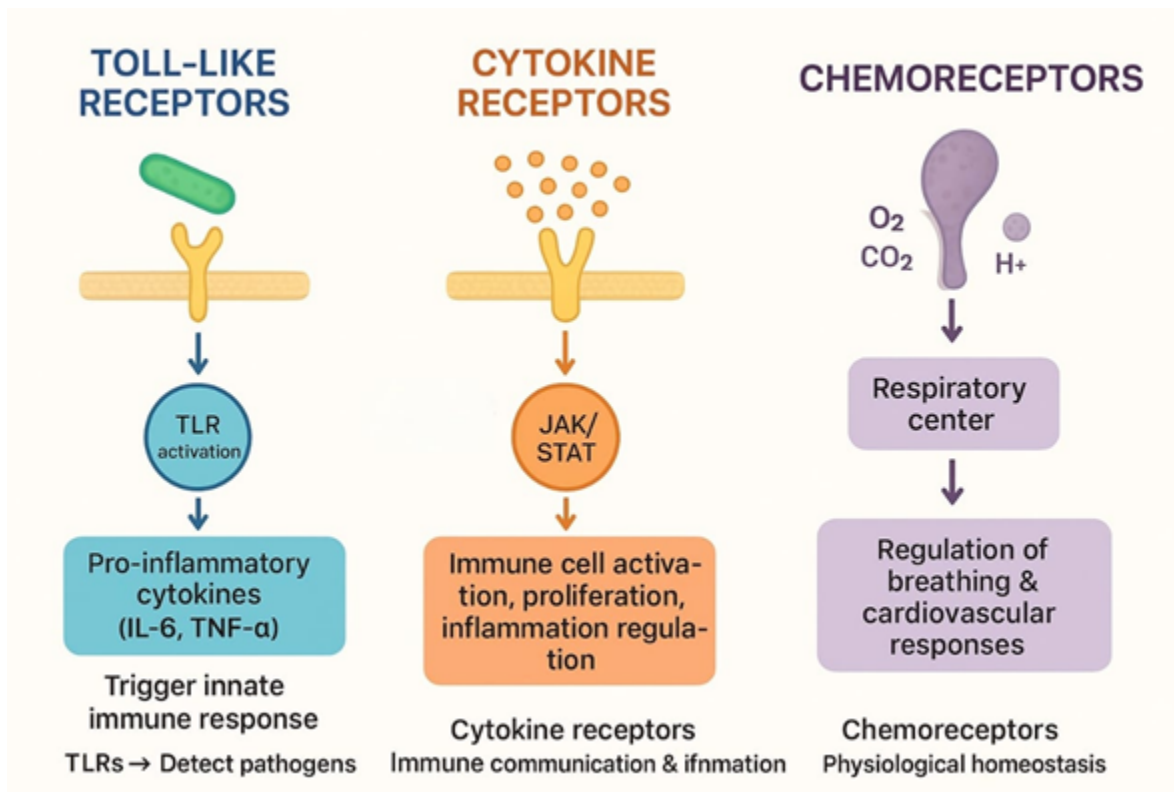 TOLL-LIKE
RECEPTORS
TLR
activation
Pro-inflammatory
cytokines
(IL-6, TNF-α)
Trigger innate
immune response
TLRs → Detect pathogens
CYTOKINE
RECEPTORS
JAK/
STAT
Immune cell activa-
tion, proliferation,
inflammation regula-
tion
Cytokine receptors
Immune communication & ifnmation
CHEMORECEPTORS
O₂
CO₂
H+
Respiratory
center
Regulation of
breathing &
cardiovascular
responses
Chemoreceptors
Physiological homeostasis